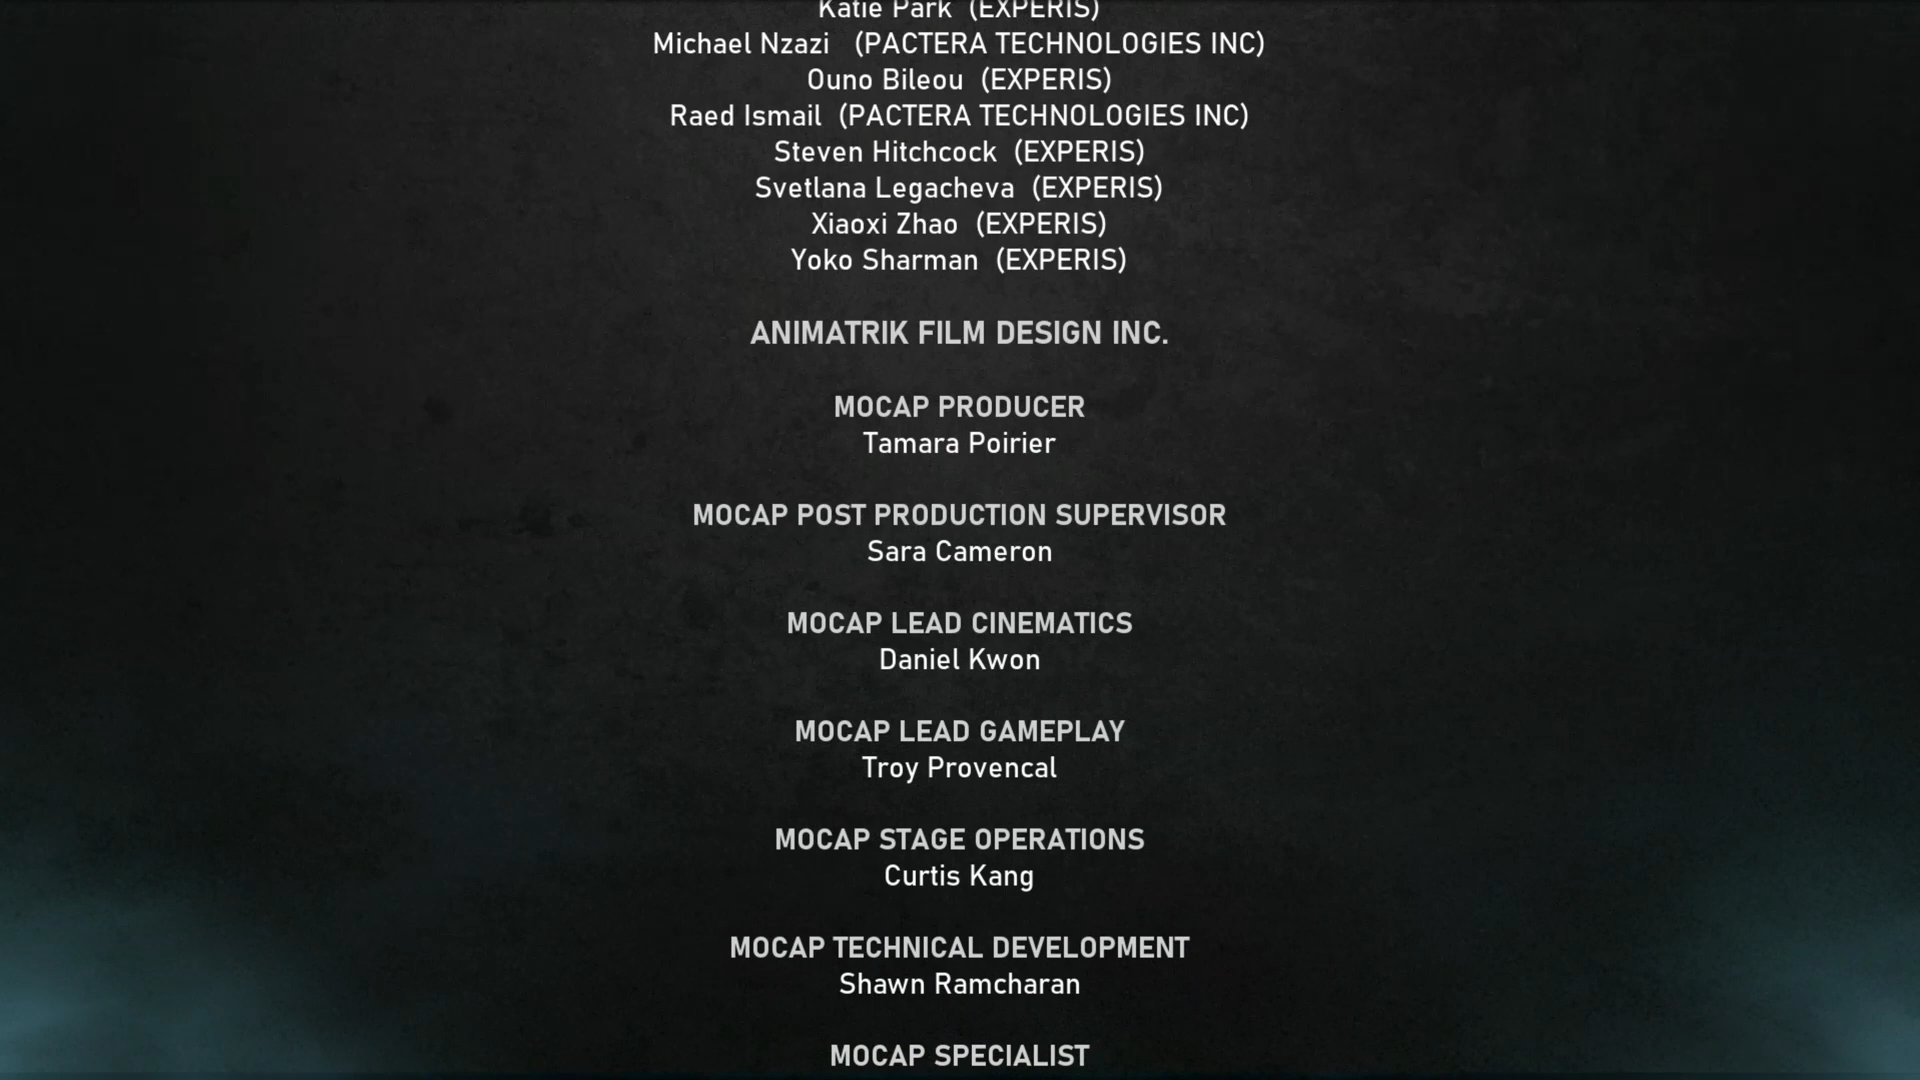 Katie Park (EXPERIS)
Michael Nzazi (PACTERA TECHNOLOGIES INC)
Ouno Bileou (EXPERIS)
Raed Ismail (PACTERA TECHNOLOGIES INC)
Steven Hitchcock (EXPERIS)
Svetlana Legacheva (EXPERIS)
Xiaoxi Zhao (EXPERIS)
Yoko Sharman (EXPERIS)
ANIMATRIK FILM DESIGN INC.
MOCAP PRODUCER
Tamara Poirier
MOCAP POST PRODUCTION SUPERVISOR
Sara Cameron
MOCAP LEAD CINEMATICS
Daniel Kwon
MOCAP LEAD GAMEPLAY
Troy Provencal
MOCAP STAGE OPERATIONS
Curtis Kang
MOCAP TECHNICAL DEVELOPMENT
Shawn Ramcharan
MOCAP SPECIALIST